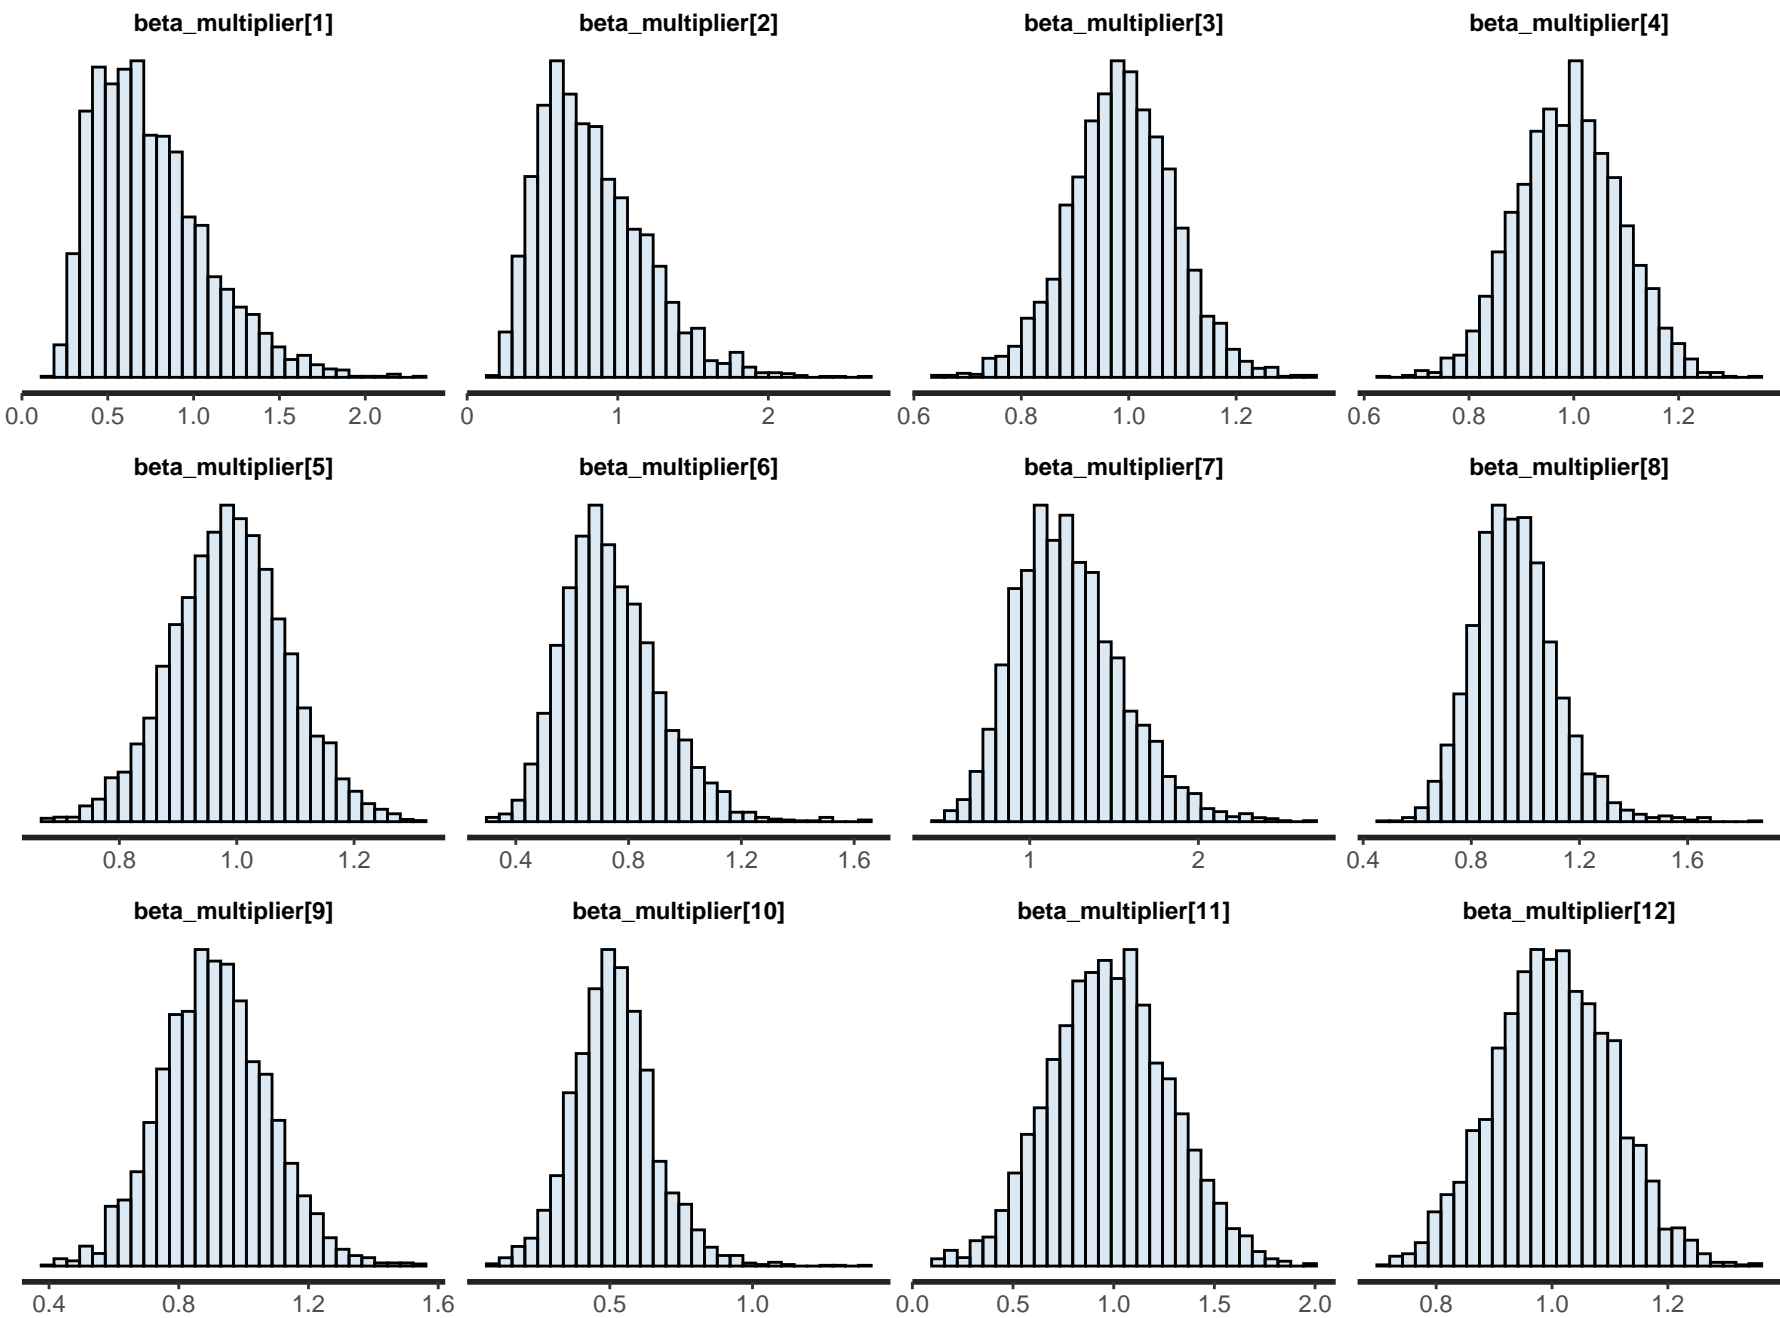 beta_multiplier[1] beta_multiplier[2] beta_multiplier[3] beta_multiplier[4]
0.0 0.5 1.0 1.5 2.0 0 1 2 0.6 0.8 1.0 1.2 0.6 0.8 1.0 1.2
beta_multiplier[5] beta_multiplier[6] beta_multiplier[7] beta_multiplier[8]
0.8 1.0 1.2 0.4 0.8 1.2 1.6 1 2 0.4 0.8 1.2 1.6
beta_multiplier[9] beta_multiplier[10] beta_multiplier[11] beta_multiplier[12]
0.4 0.8 1.2 1.6 0.5 1.0 0.0 0.5 1.0 1.5 2.0 0.8 1.0 1.2